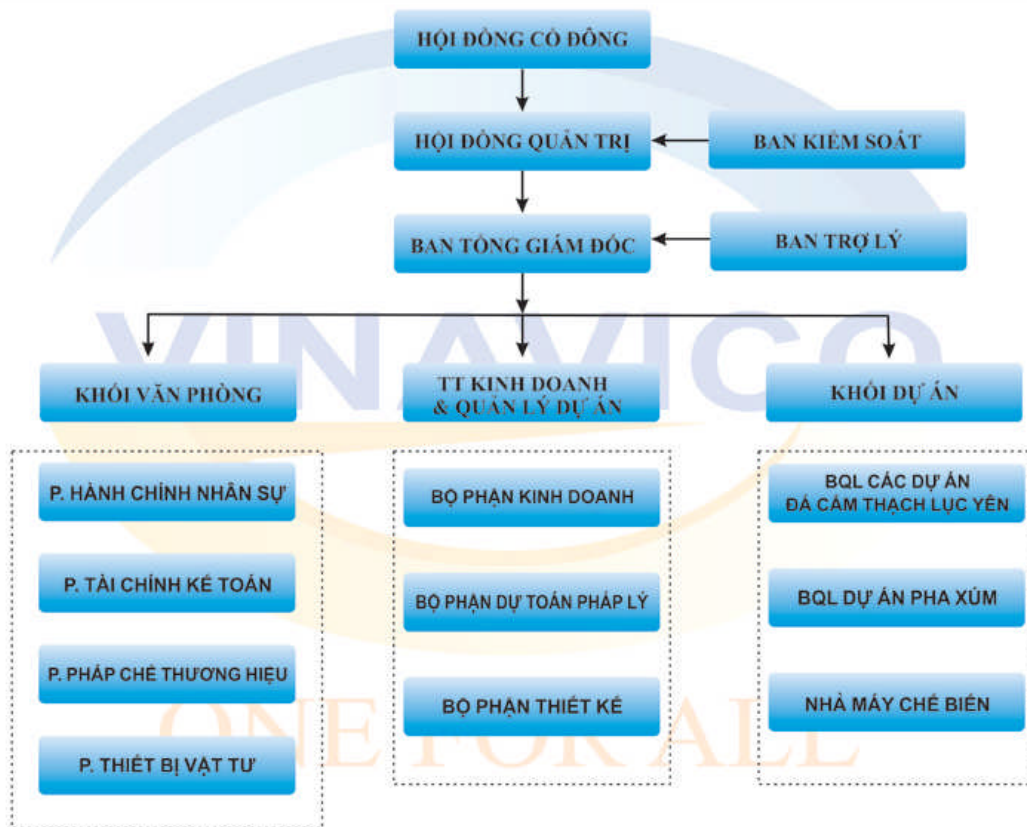 HỘI ĐỒNG CỔ ĐÔNG
HỘI ĐỒNG QUẢN TRỊ
BAN KIỂM SOÁT
BAN TỔNG GIÁM ĐỐC
BAN TRỢ LÝ
VINAVICO
KHỐI VĂN PHÒNG
TT KINH DOANH
& QUẢN LÝ DỰ ÁN
KHỐI DỰ ÁN
P. HÀNH CHÍNH NHÂN SỰ
P. TÀI CHÍNH KẾ TOÁN
P. PHÁP CHẾ THƯƠNG HIỆU
P. THIẾT BỊ VẬT TƯ
BỘ PHẬN KINH DOANH
BỘ PHẬN DỰ TOÁN PHÁP LÝ
BỘ PHẬN THIẾT KẾ
BQL CÁC DỰ ÁN
ĐÁ CẨM THẠCH LỤC YÊN
BQL DỰ ÁN PHA XÚM
NHÀ MÁY CHẾ BIẾN
ONE FOR ALL